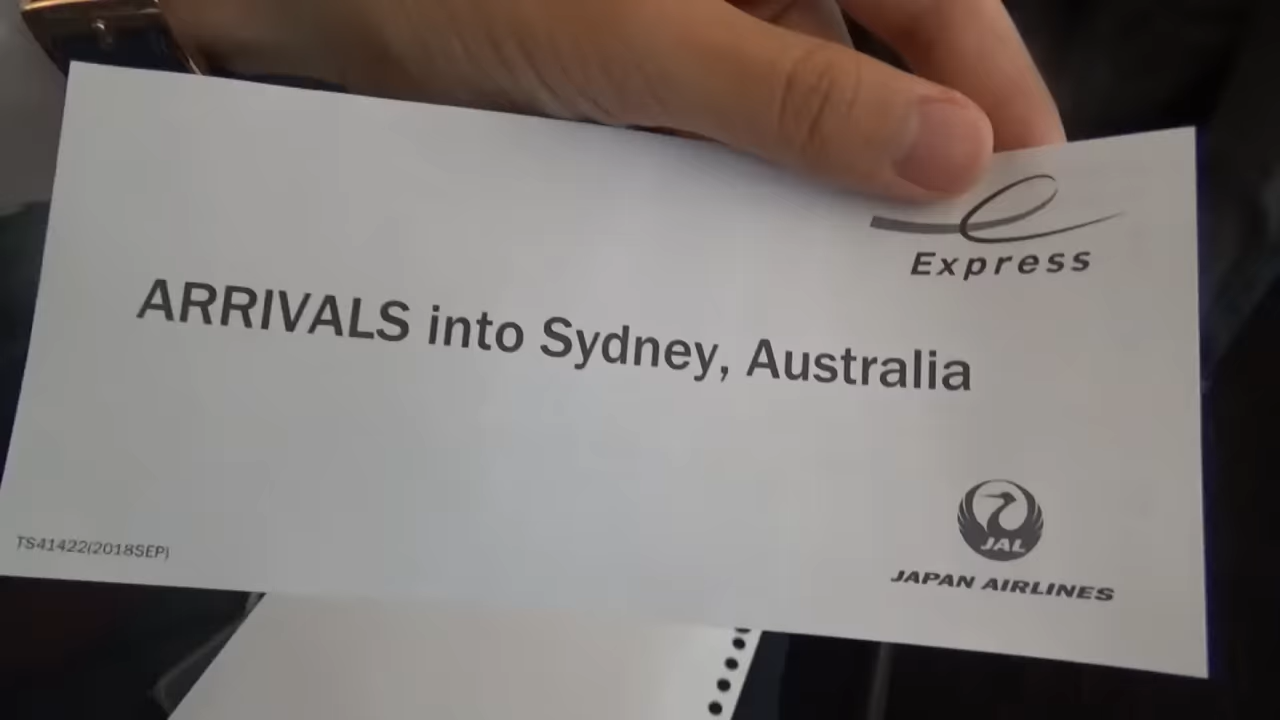 Express
ARRIVALS into Sydney, Australia
TS41422(2018SEP)
JAL
JAPAN AIRLINES